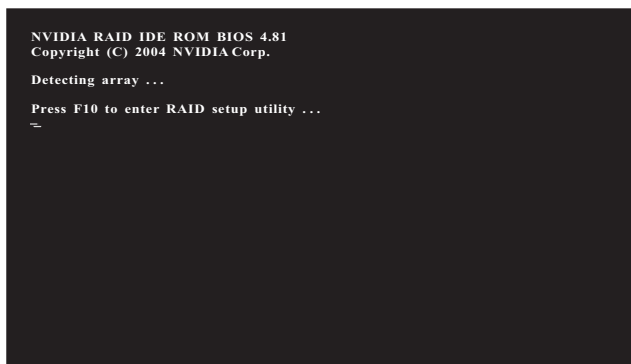 NVIDIA RAID IDE ROM BIOS 4.81
Copyright (C) 2004 NVIDIA Corp.
Detecting array ...
Press F10 to enter RAID setup utility ...